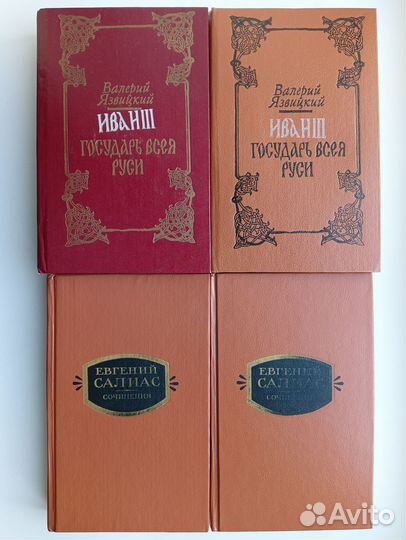 Валерий
Язвицкий
ИВАН III
ГОСУДАРЬ ВСЕЯ
РУСИ
Валерий
Язвицкий
ИВАН III
ГОСУДАРЬ ВСЕЯ
РУСИ
ЕВГЕНИЙ
САЛИАС
СОЧИНЕНИЯ
ЕВГЕНИЙ
САЛИАС
СОЧИНЕНИЯ
Avito